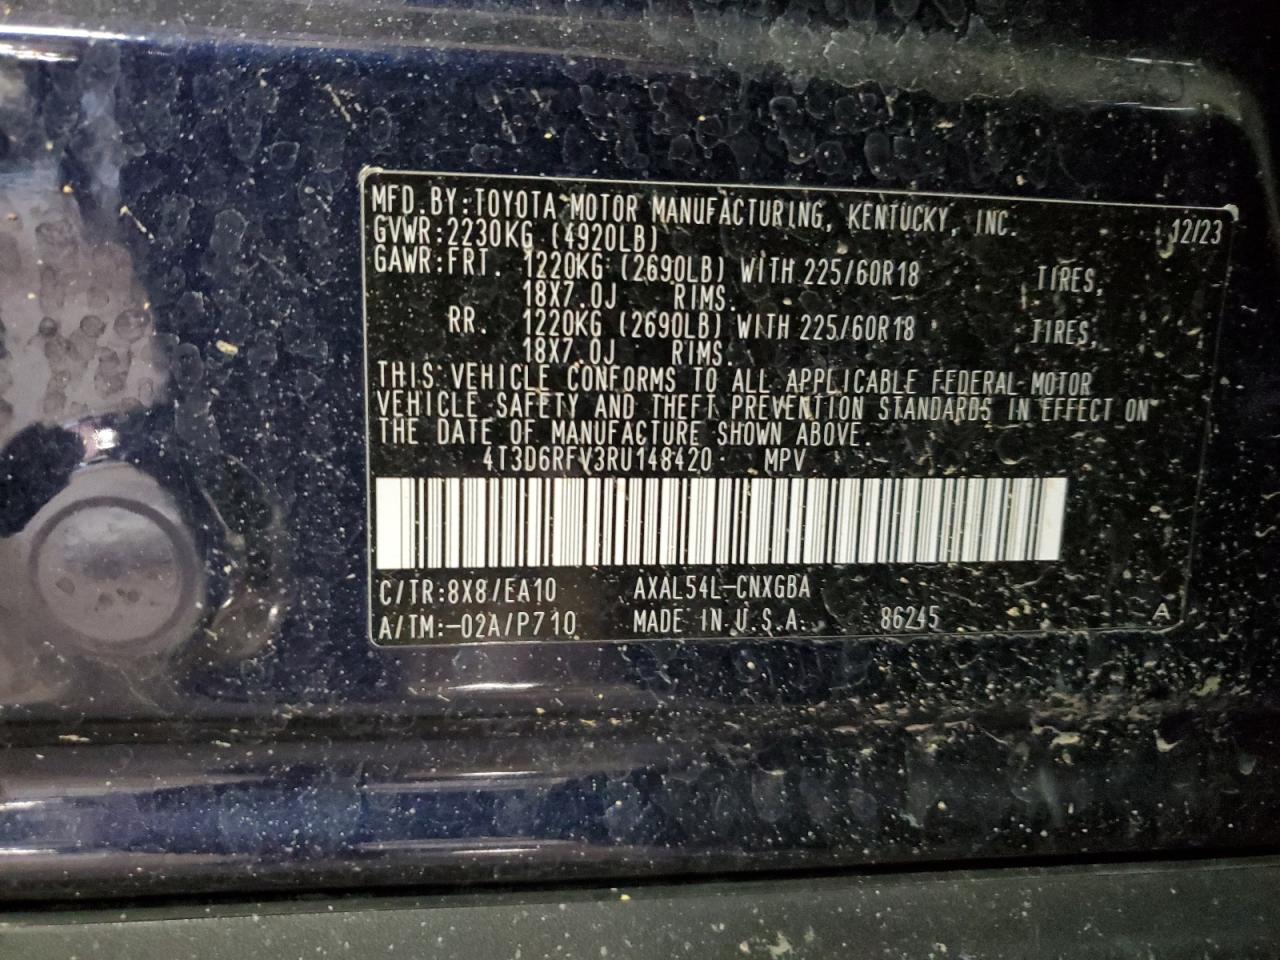 MFD. BY: TOYOTA MOTOR MANUFACTURING, KENTUCKY, INC. 12/23
GVWR: 2230KG (4920LB)
GAWR: FRT. 1220KG (2690LB) WITH 225/60R18 TIRES,
18X7.0J RIMS.
RR. 1220KG (2690LB) WITH 225/60R18 TIRES,
18X7.0J RIMS.
THIS VEHICLE CONFORMS TO ALL APPLICABLE FEDERAL MOTOR
VEHICLE SAFETY AND THEFT PREVENTION STANDARDS IN EFFECT ON
THE DATE OF MANUFACTURE SHOWN ABOVE.
4T3D6RFV3RU148420 MPV
C/TR: 8X8 /EA10 AXAL54L-CNXGBA
A/TM: -02A/P710 MADE IN U.S.A. 86245 A